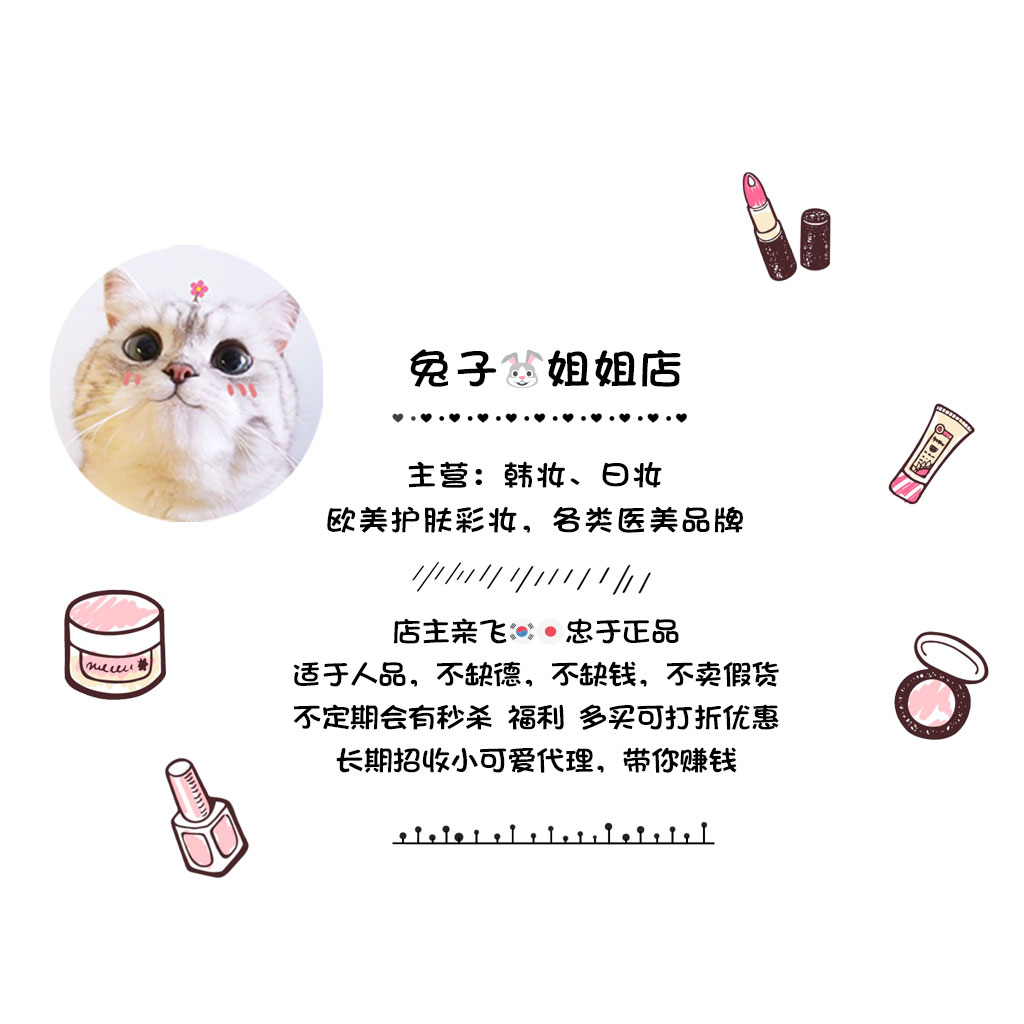 兔子🐰姐姐店
主营：韩妆、日妆
欧美护肤彩妆，各类医美品牌
店主亲飞🇰🇷🇯🇵忠于正品
适于人品，不缺德，不缺钱，不卖假货
不定期会有秒杀 福利 多买可打折优惠
长期招收小可爱代理，带你赚钱